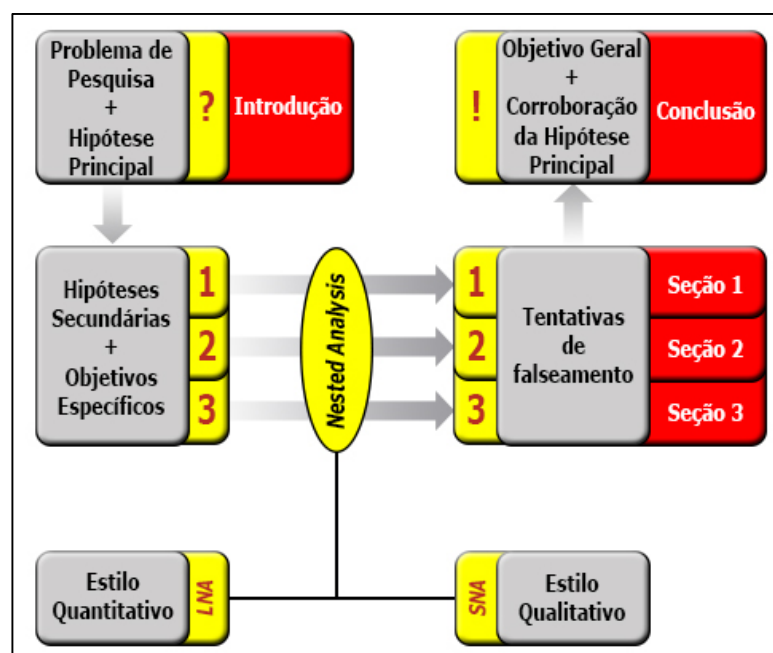 Problema de
Pesquisa
+
Hipótese
Principal
?
Introdução
!
Objetivo Geral
+
Corroboração
da Hipótese
Principal
Conclusão
Hipóteses
Secundárias
+
Objetivos
Específicos
1
2
3
Nested Analysis
1
2
3
Tentativas
de
falseamento
Seção 1
Seção 2
Seção 3
Estilo
Quantitativo
LNA
SNA
Estilo
Qualitativo